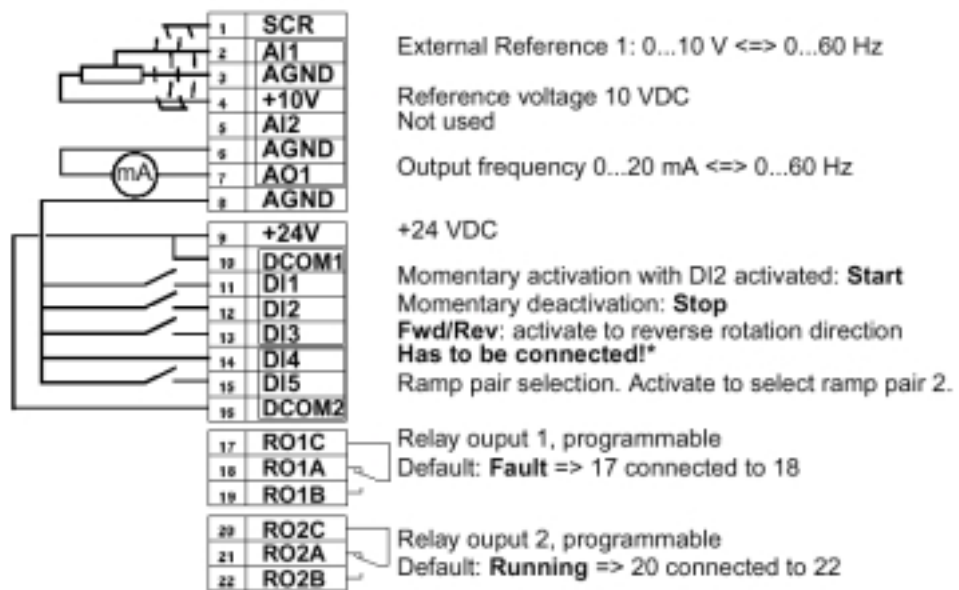 1 SCR
2 AI1 External Reference 1: 0...10 V <=> 0...60 Hz
3 AGND
4 +10V Reference voltage 10 VDC
5 AI2 Not used
6 AGND
mA 7 AO1 Output frequency 0...20 mA <=> 0...60 Hz
8 AGND
9 +24V +24 VDC
10 DCOM1
11 DI1 Momentary activation with DI2 activated: Start
12 DI2 Momentary deactivation: Stop
13 DI3 Fwd/Rev: activate to reverse rotation direction
14 DI4 Has to be connected!*
15 DI5 Ramp pair selection. Activate to select ramp pair 2.
16 DCOM2
17 RO1C Relay ouput 1, programmable
18 RO1A Default: Fault => 17 connected to 18
19 RO1B
20 RO2C Relay ouput 2, programmable
21 RO2A Default: Running => 20 connected to 22
22 RO2B